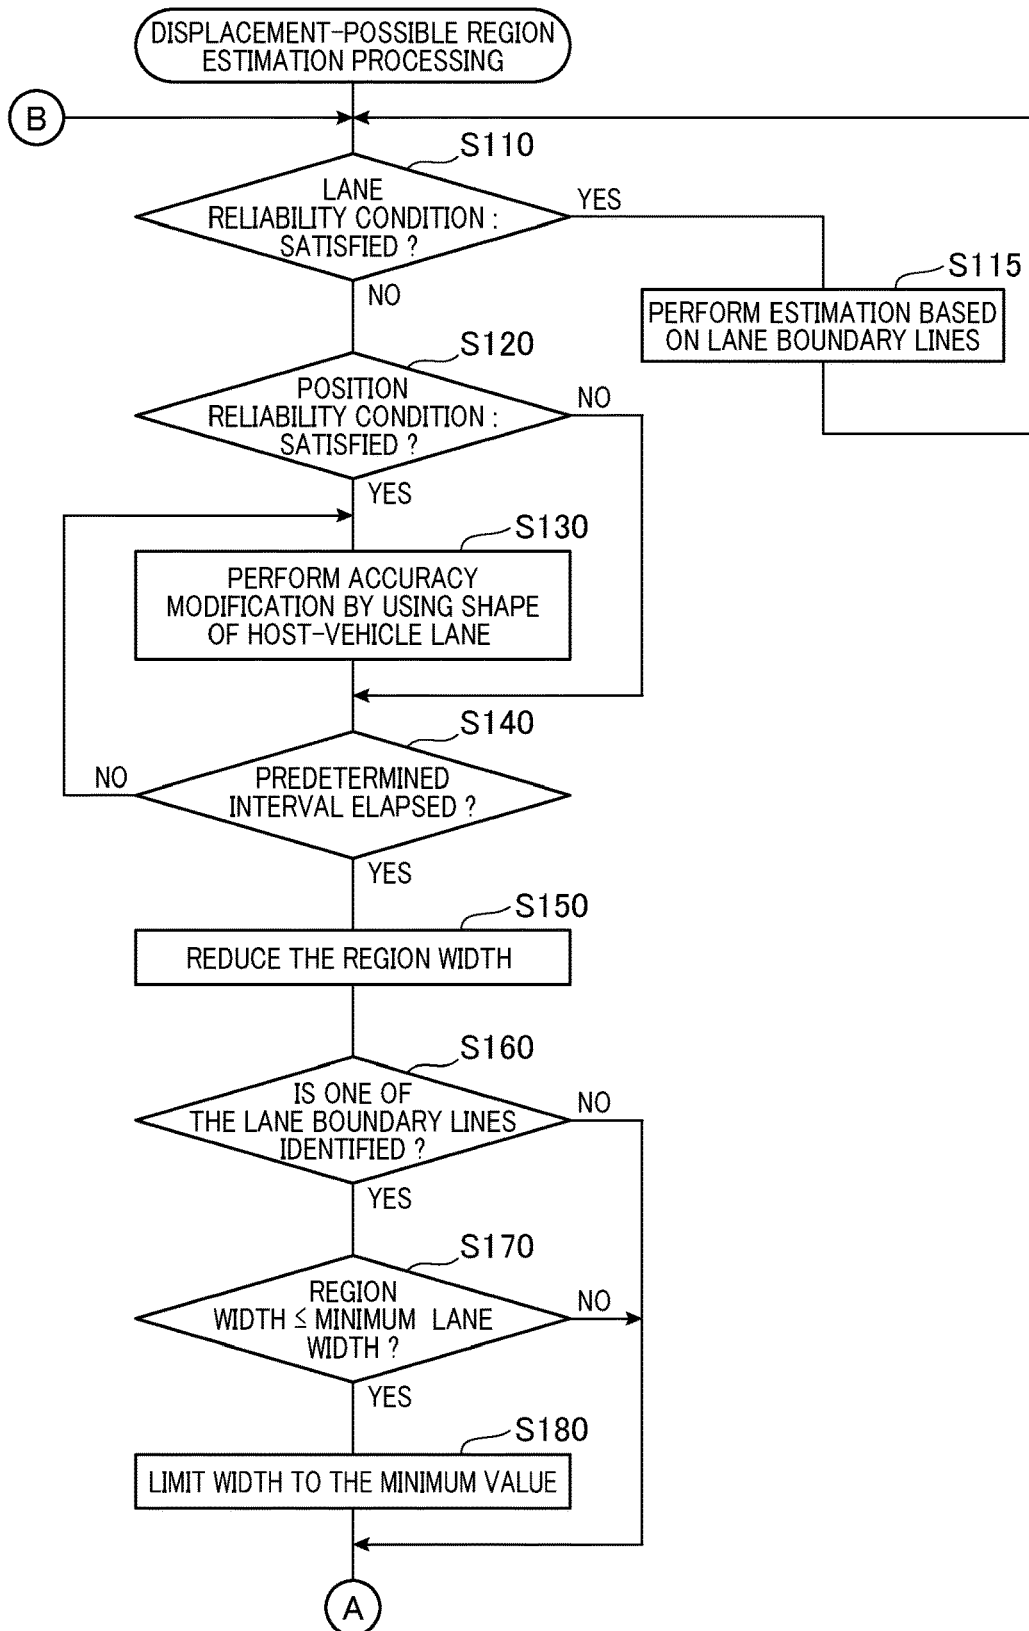 DISPLACEMENT-POSSIBLE REGION
ESTIMATION PROCESSING
B
S110
LANE
RELIABILITY CONDITION :
SATISFIED ?
YES
NO
S115
PERFORM ESTIMATION BASED
ON LANE BOUNDARY LINES
S120
POSITION
RELIABILITY CONDITION :
SATISFIED ?
NO
YES
S130
PERFORM ACCURACY
MODIFICATION BY USING SHAPE
OF HOST-VEHICLE LANE
S140
PREDETERMINED
INTERVAL ELAPSED ?
NO
YES
S150
REDUCE THE REGION WIDTH
S160
IS ONE OF
THE LANE BOUNDARY LINES
IDENTIFIED ?
NO
YES
S170
REGION
WIDTH ≦ MINIMUM LANE
WIDTH ?
NO
YES
S180
LIMIT WIDTH TO THE MINIMUM VALUE
A